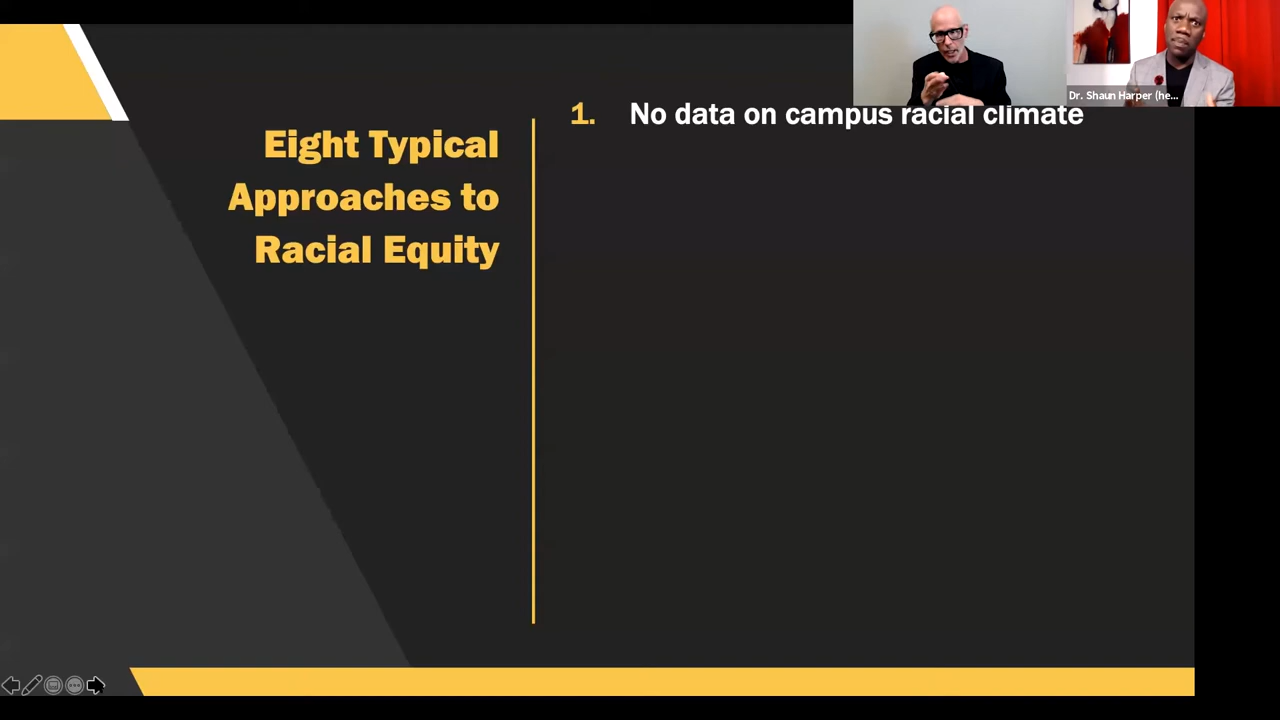 Dr. Shaun Harper (he...
1. No data on campus racial climate
Eight Typical
Approaches to
Racial Equity